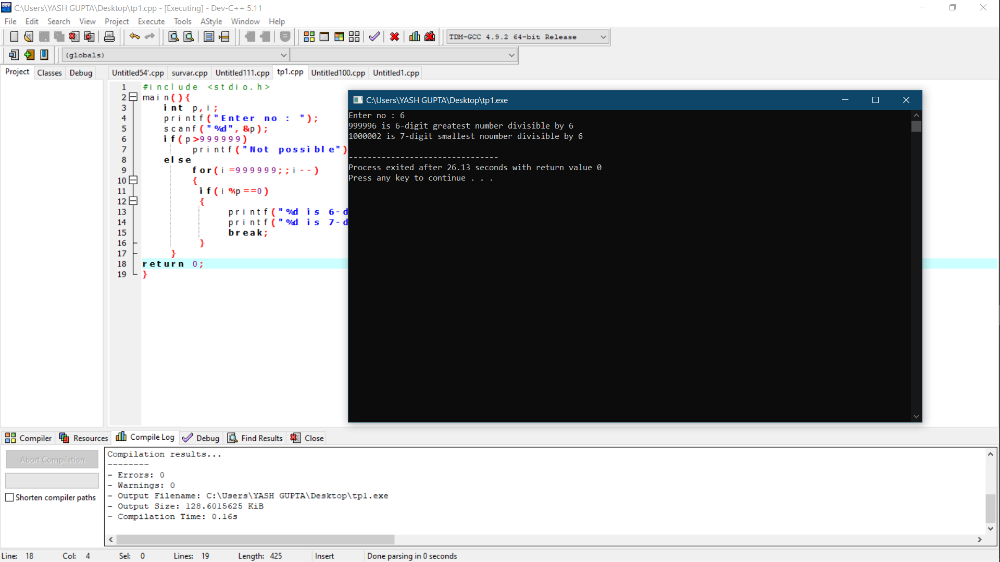 C:\Users\YASH GUPTA\Desktop\tp1.cpp - [Executing] - Dev-C++ 5.11
File Edit Search View Project Execute Tools AStyle Window Help
TDM-GCC 4.9.2 64-bit Release
(globals)
Project Classes Debug
Untitled54'.cpp survar.cpp Untitled111.cpp tp1.cpp Untitled100.cpp Untitled1.cpp
1 #include <stdio.h>
2 main(){
3 int p,i;
4 printf("Enter no : ");
5 scanf("%d",&p);
6 if(p>999999)
7 printf("Not possible")
8 else
9 for(i=999999;;i--)
10 {
11 if(i%p==0)
12 {
13 printf("%d is 6-d
14 printf("%d is 7-d
15 break;
16 }
17 }
18 return 0;
19 }
C:\Users\YASH GUPTA\Desktop\tp1.exe
Enter no : 6
999996 is 6-digit greatest number divisible by 6
1000002 is 7-digit smallest noumber divisible by 6
--------------------------------
Process exited after 26.13 seconds with return value 0
Press any key to continue . . .
Compiler Resources Compile Log Debug Find Results Close
Abort Compilation
Shorten compiler paths
Compilation results...
--------
- Errors: 0
- Warnings: 0
- Output Filename: C:\Users\YASH GUPTA\Desktop\tp1.exe
- Output Size: 128.6015625 KiB
- Compilation Time: 0.16s
Line: 18 Col: 4 Sel: 0 Lines: 19 Length: 425 Insert Done parsing in 0 seconds